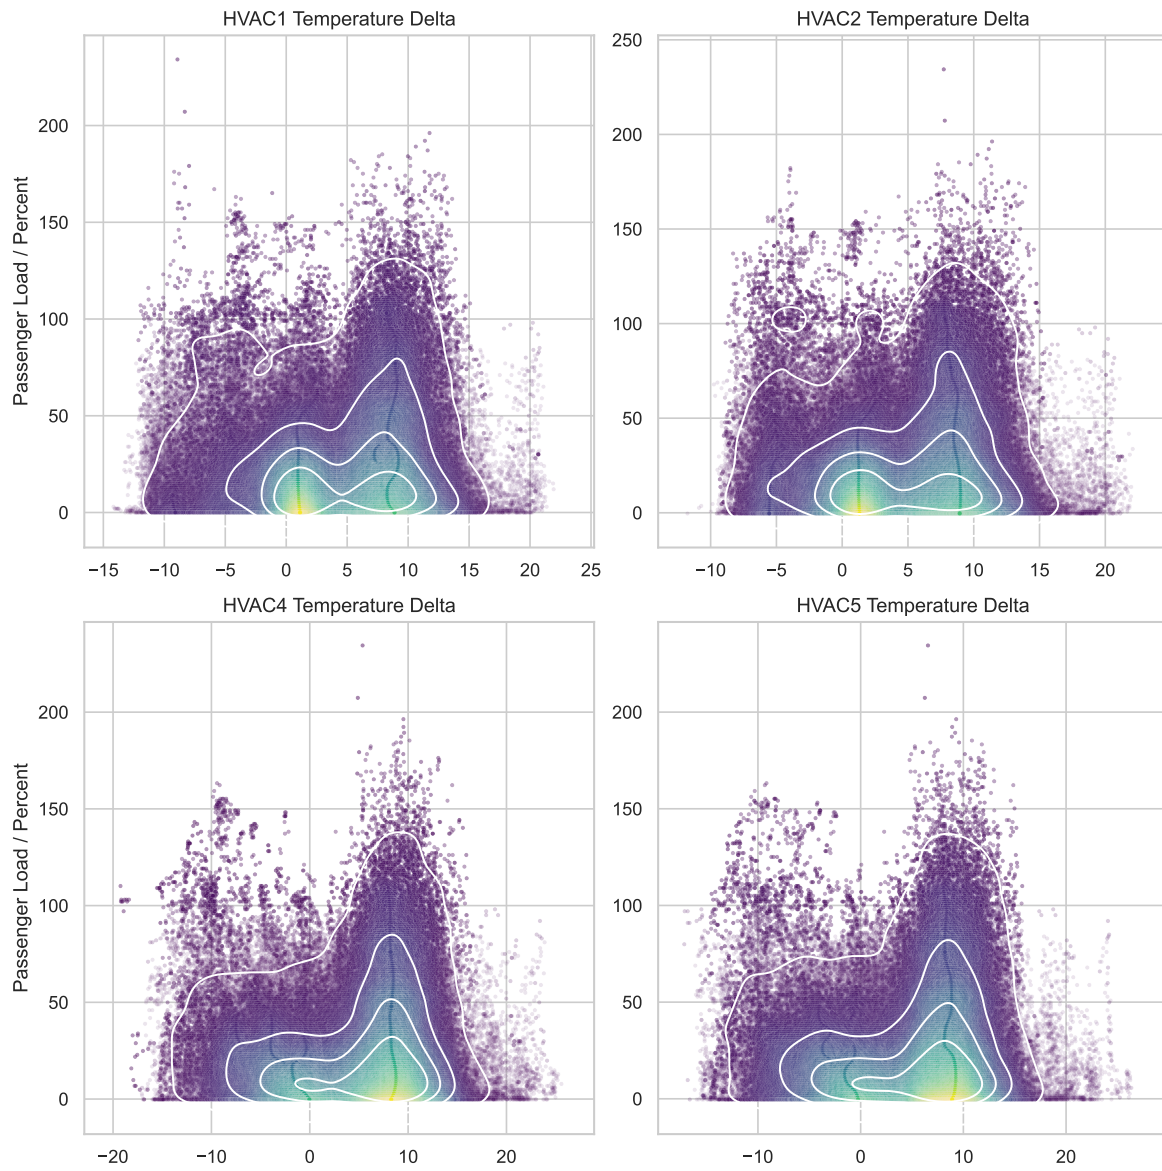 HVAC1 Temperature Delta
Passenger Load / Percent
200
150
100
50
0
−15 −10 −5 0 5 10 15 20 25
HVAC2 Temperature Delta
250
200
150
100
50
0
−10 −5 0 5 10 15 20
HVAC4 Temperature Delta
Passenger Load / Percent
200
150
100
50
0
−20 −10 0 10 20
HVAC5 Temperature Delta
200
150
100
50
0
−10 0 10 20